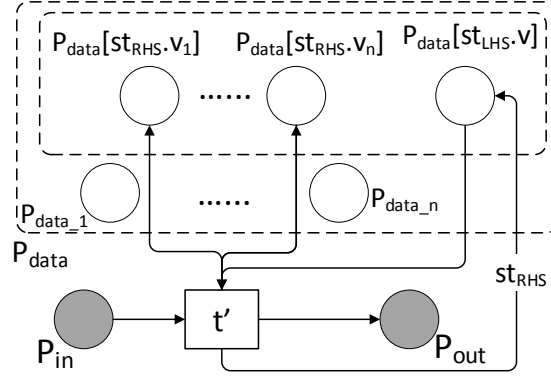 P_data[st_RHS.v_1]
P_data[st_RHS.v_n]
P_data[st_LHS.v]
......
......
P_data_1
P_data_n
P_data
st_RHS
t'
P_in
P_out